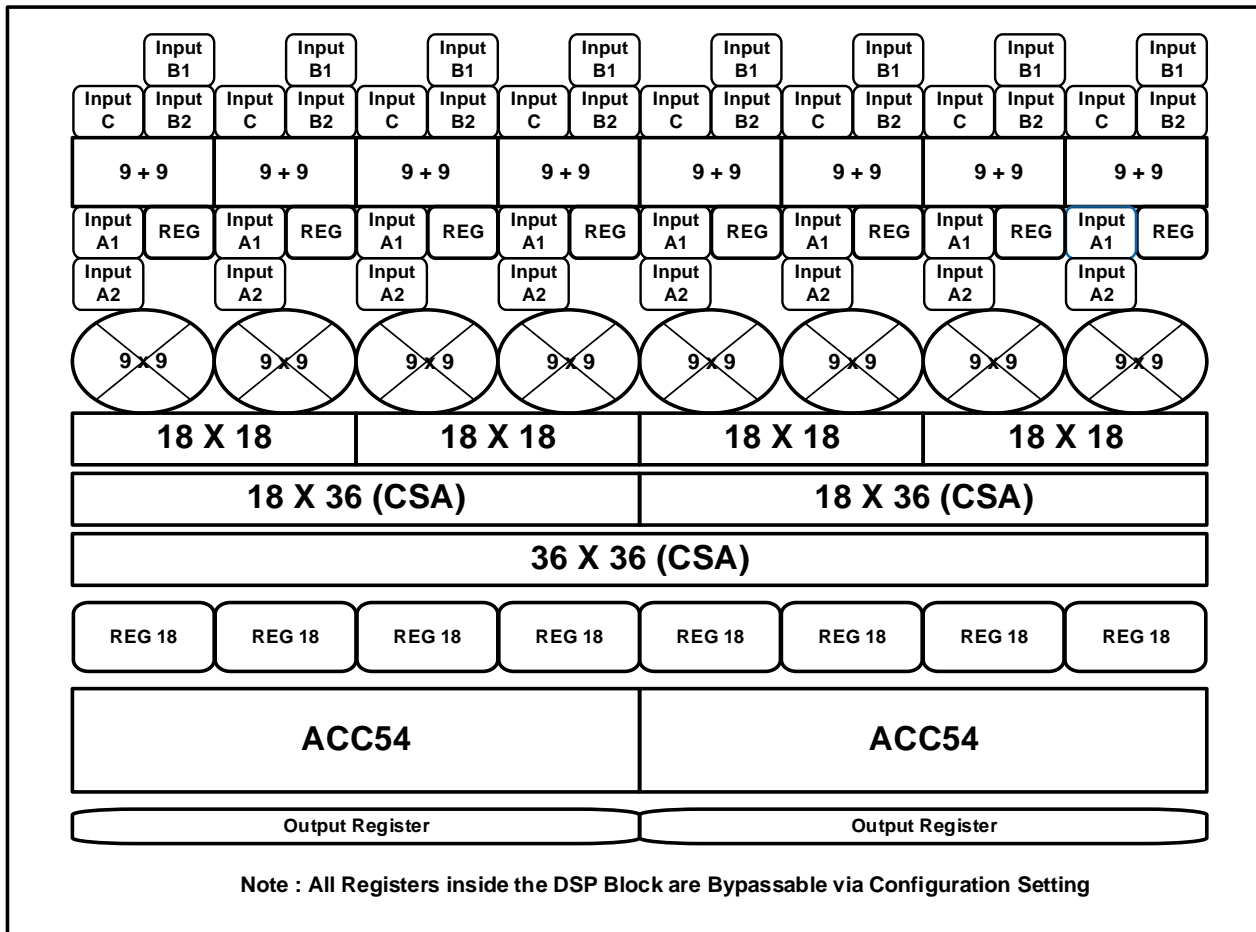 Input B1 Input B1 Input B1 Input B1 Input B1 Input B1 Input B1 Input B1
Input C Input B2 Input C Input B2 Input C Input B2 Input C Input B2 Input C Input B2 Input C Input B2 Input C Input B2 Input C Input B2
9 + 9 9 + 9 9 + 9 9 + 9 9 + 9 9 + 9 9 + 9 9 + 9
Input A1 REG Input A1 REG Input A1 REG Input A1 REG Input A1 REG Input A1 REG Input A1 REG Input A1 REG
Input A2 Input A2 Input A2 Input A2 Input A2 Input A2 Input A2 Input A2
9 x 9 9 x 9 9 x 9 9 x 9 9 x 9 9 x 9 9 x 9 9 x 9
18 X 18 18 X 18 18 X 18 18 X 18
18 X 36 (CSA) 18 X 36 (CSA)
36 X 36 (CSA)
REG 18 REG 18 REG 18 REG 18 REG 18 REG 18 REG 18 REG 18
ACC54 ACC54
Output Register Output Register
Note : All Registers inside the DSP Block are Bypassable via Configuration Setting